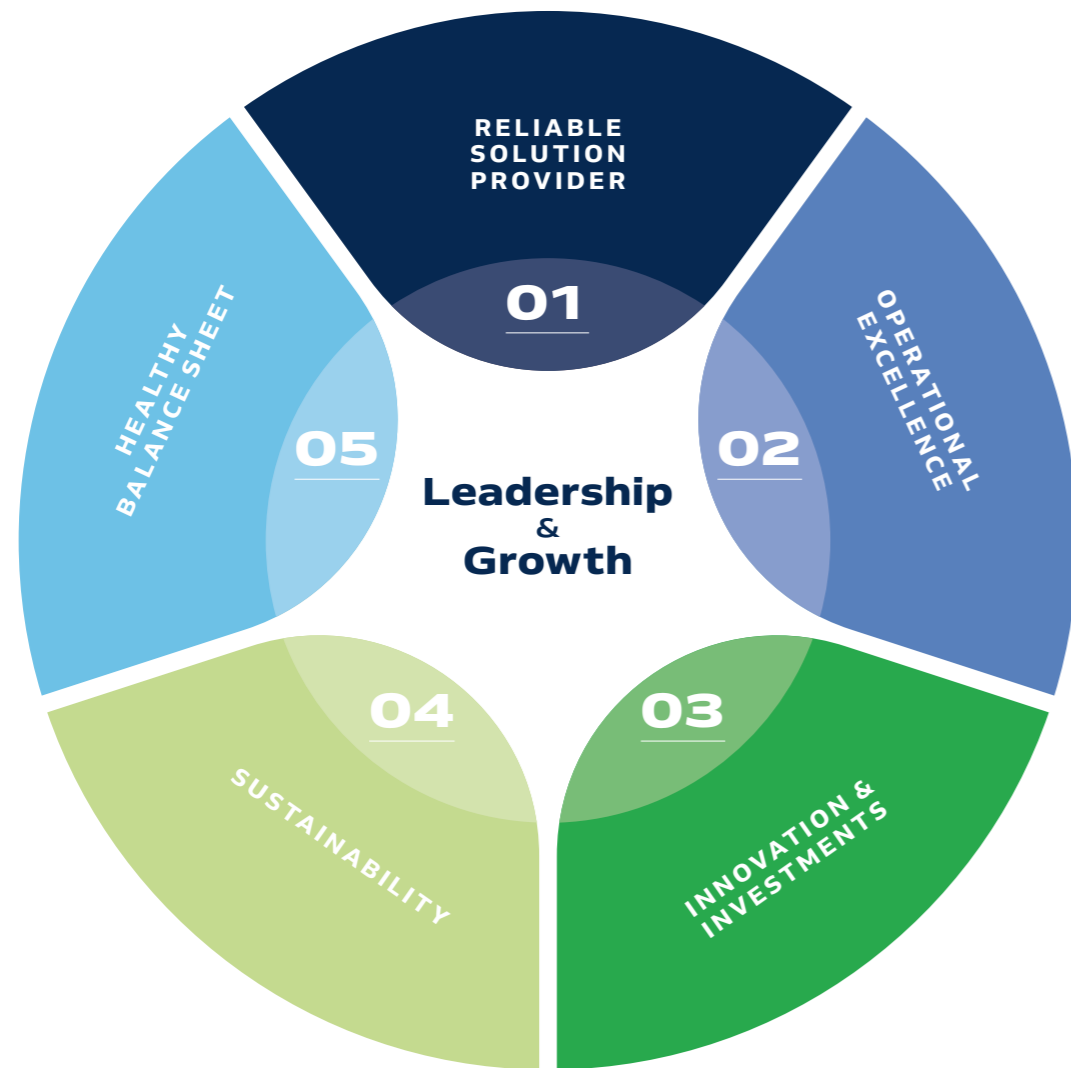 RELIABLE
SOLUTION
PROVIDER
01
OPERATIONAL
EXCELLENCE
02
INNOVATION &
INVESTMENTS
03
SUSTAINABILITY
04
HEALTHY
BALANCE SHEET
05
Leadership
&
Growth